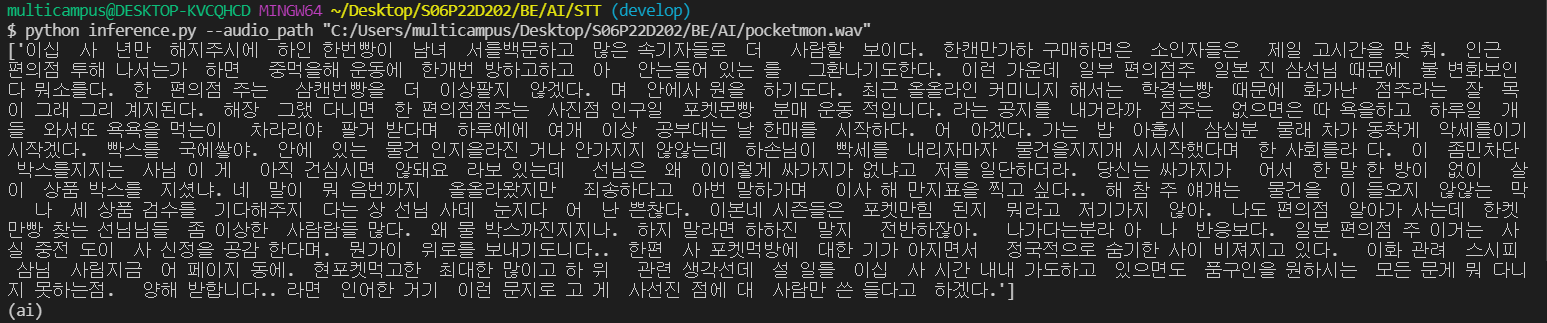 multicampus@DESKTOP-KVCQHCD MINGW64 ~/Desktop/S06P22D202/BE/AI/STT (develop)
$ python inference.py --audio_path "C:/Users/multicampus/Desktop/S06P22D202/BE/AI/pocketmon.wav"
['이십 사 년만 해지주시에 하인 한번빵이 남녀 서를백문하고 많은 속기자들로 더 사람할 보이다. 한챈만가하 구매하면은 소인자들은 제일 고시간을 맞 춰. 인근
편의점 투해 나서는가 하면 중먹을해 운동에 한개번 방하고하고 아 안는들어 있는 를 그환나기도한다. 이런 가운데 일부 편의점주 일본 진 삼선님 때문에 불 변화보인
다 뭐소를다. 한 편의점 주는 삼캔번빵을 더 이상팔지 않겠다. 며 안에사 원을 하기도다. 최근 올올라인 커미니지 해서는 학결는빵 때문에 화가난 점주라는 잘 목
이 그래 그리 계지된다. 해장 그랬 다니면 한 편의점점주는 사진점 인구일 포켓몬빵 분매 운동 적입니다. 라는 공지를 내거라까 점주는 없으면은 따 욕을하고 하루일 개
들 와서또 욕욕을 먹는이 차라리야 팔거 받다며 하루에에 여개 이상 공부대는 날 한매를 시작하다. 어 아겠다. 가는 밥 아홉시 삼십분 물래 차가 동착게 악세를이기
시작겠다. 빡스를 국에쌓야. 안에 있는 물건 인지올라진 거나 안가지지 않않는데 하손님이 빡세를 내리자마자 물건을지지개 시시작했다며 한 사회틀라 다. 이 좀민차단
박스를지지는 사님 이 게 아직 건심시면 않돼요 라보 있는데 선님은 왜 이이렇게 싸가지가 없냐고 저를 일단하더라. 당신는 싸가지가 어서 한 말 한 방이 없이 살
이 상품 박스를 지셨나. 네 말이 뭐 음번까지 올올라왔지만 죄송하다고 아번 말하가며 이사 해 만지표을 찍고 싶다.. 해 참 주 얘걔는 물건을 이 들오지 않않는 막
나 세 상품 검수를 기다해주지 다는 상 선님 사데 눈지다 어 난 쁜찮다. 이본네 시즌들은 포켓만힘 된지 뭐라고 저기가지 않아. 나도 편의점 알아가 사는데 한켓
만빵 찾는 선님님들 좀 이상한 사람람들 많다. 왜 물 박스까진지지나. 하지 말라면 하하진 말지 전반하잖아. 나가다는분라 아 나 반응보다. 일본 편의점 주 이거는 사
실 중전 도이 사 신정을 공감 한다며. 뭔가이 위로를 보내기도니다.. 한편 사 포켓먹방에 대한 기가 아지면서 정국적으로 숨기한 사이 비져지고 있다. 이화 관려 스시피
삼님 사립지금 어 페이지 동에. 현포켓먹고한 최대한 많이고 하 위 관련 생각선데 설 일를 이십 사 시간 내내 가도하고 있으면도 품구인을 원하시는 모든 문게 뭐 다니
지 못하는점. 양해 받합니다.. 라면 인어한 거기 이런 문지로 고 게 사선진 점에 대 사람만 쓴 들다고 하겠다.']
(ai)